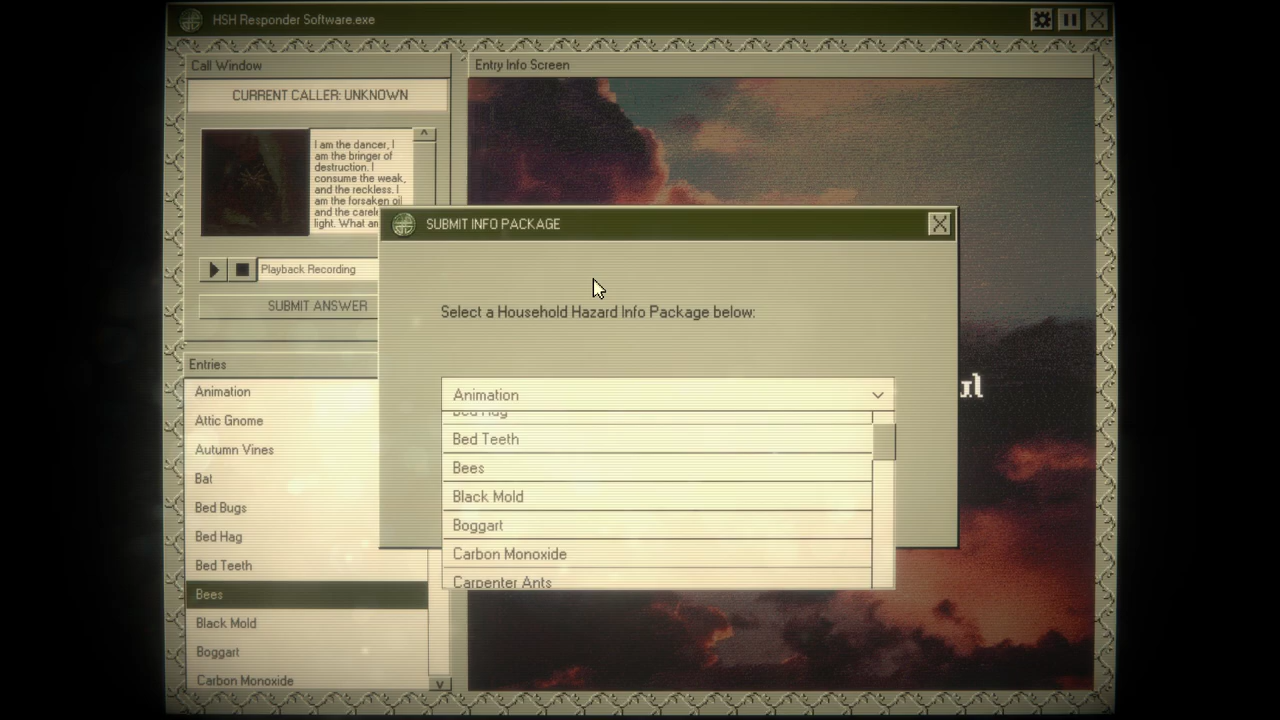 HSH Responder Software.exe
Call Window
Entry Info Screen
CURRENT CALLER: UNKNOWN
I am the dancer, I
am the bringer of
destruction. I
consume the weak,
and the reckless. I
am the forsaken oil
and the
light. What
Playback Recording
SUBMIT ANSWER
SUBMIT INFO PACKAGE
Select a Household Hazard Info Package below:
Animation
Bed Hag
Bed Teeth
Bees
Black Mold
Boggart
Carbon Monoxide
Carpenter Ants
Entries
Animation
Attic Gnome
Autumn Vines
Bat
Bed Bugs
Bed Hag
Bed Teeth
Bees
Black Mold
Boggart
Carbon Monoxide